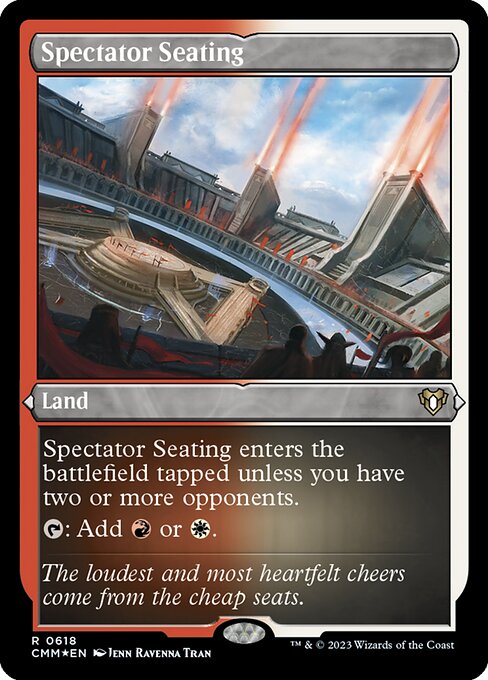 Spectator Seating
Land
Spectator Seating enters the
battlefield tapped unless you have
two or more opponents.
: Add or .
The loudest and most heartfelt cheers
come from the cheap seats.
R 0618
CMM★EN Jenn Ravenna Tran
™ & © 2023 Wizards of the Coast